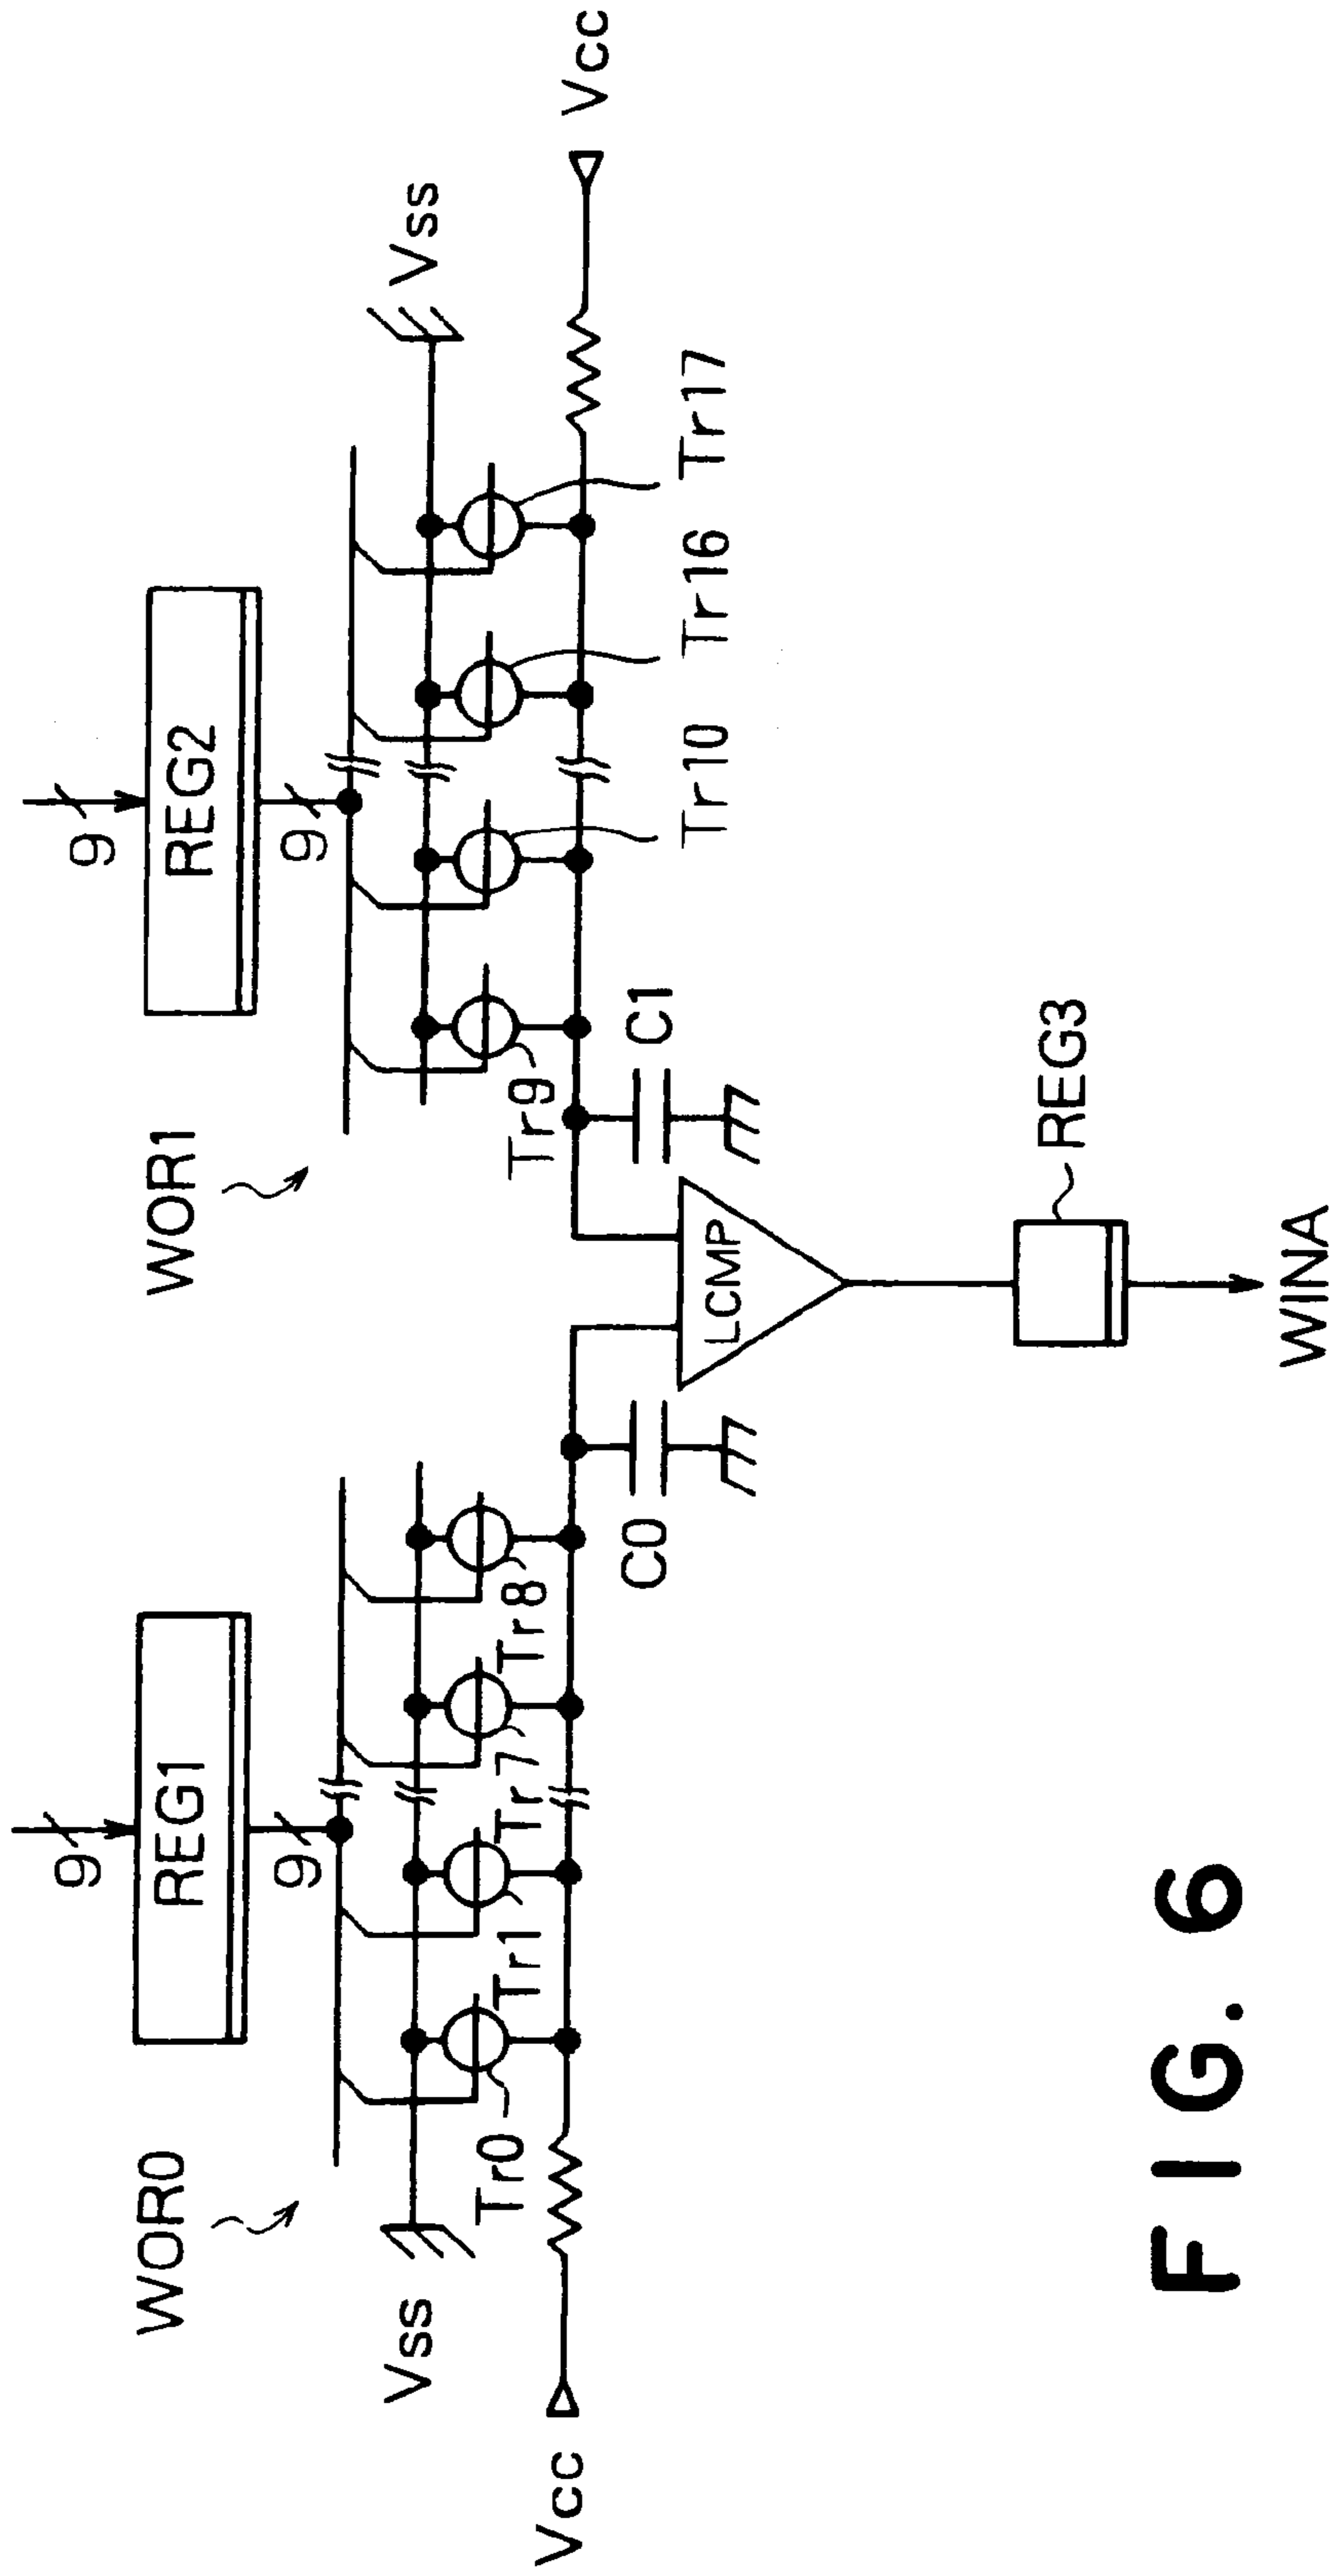 WOR0
9
REG1
9
Vss
Vcc
Tr0
Tr1
Tr7
Tr8
C0
WOR1
9
REG2
9
Vss
Vcc
Tr9
Tr10
Tr16
Tr17
C1
LCMP
REG3
WINA
FIG. 6